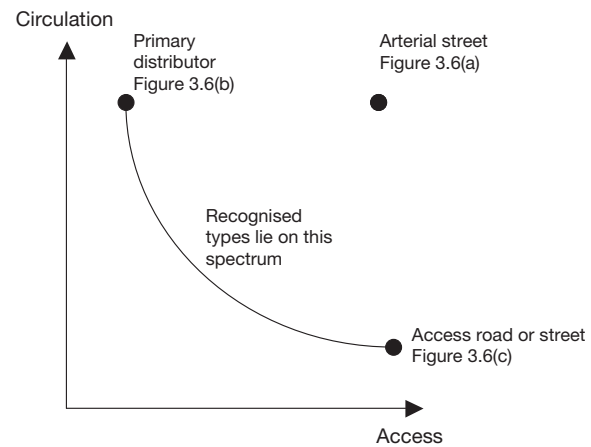 Circulation
Primary
distributor
Figure 3.6(b)
Arterial street
Figure 3.6(a)
Recognised
types lie on this
spectrum
Access road or street
Figure 3.6(c)
Access